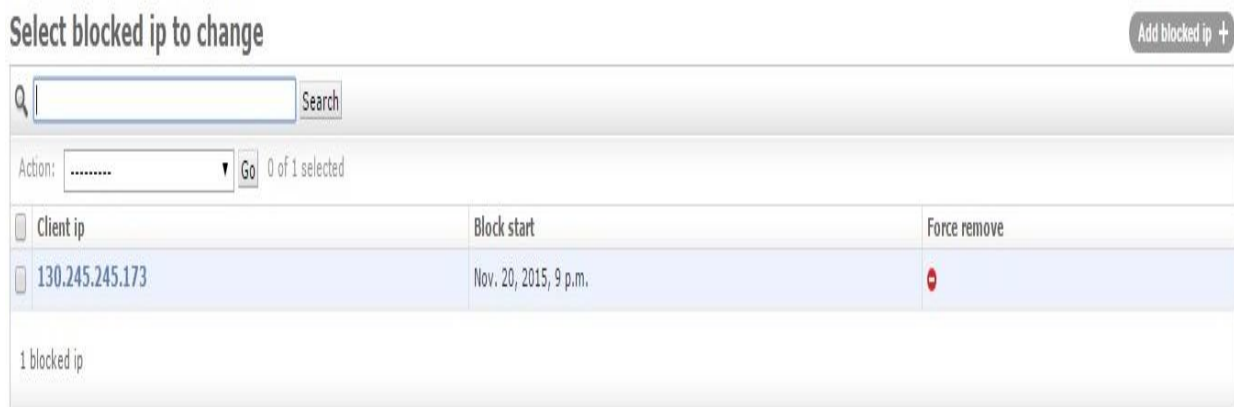 Select blocked ip to change
Add blocked ip +
Search
Action: --------- Go 0 of 1 selected
Client ip Block start Force remove
130.245.245.173 Nov. 20, 2015, 9 p.m.
1 blocked ip